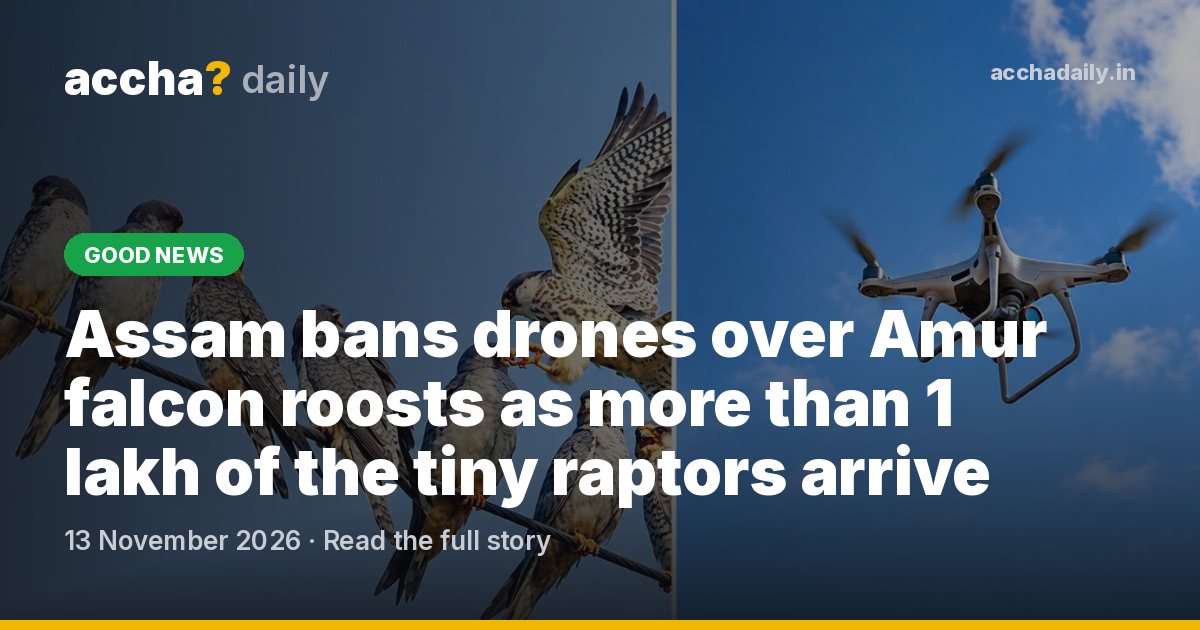 accha? daily
acchadaily.in
GOOD NEWS
Assam bans drones over Amur
falcon roosts as more than 1
lakh of the tiny raptors arrive
13 November 2026 · Read the full story